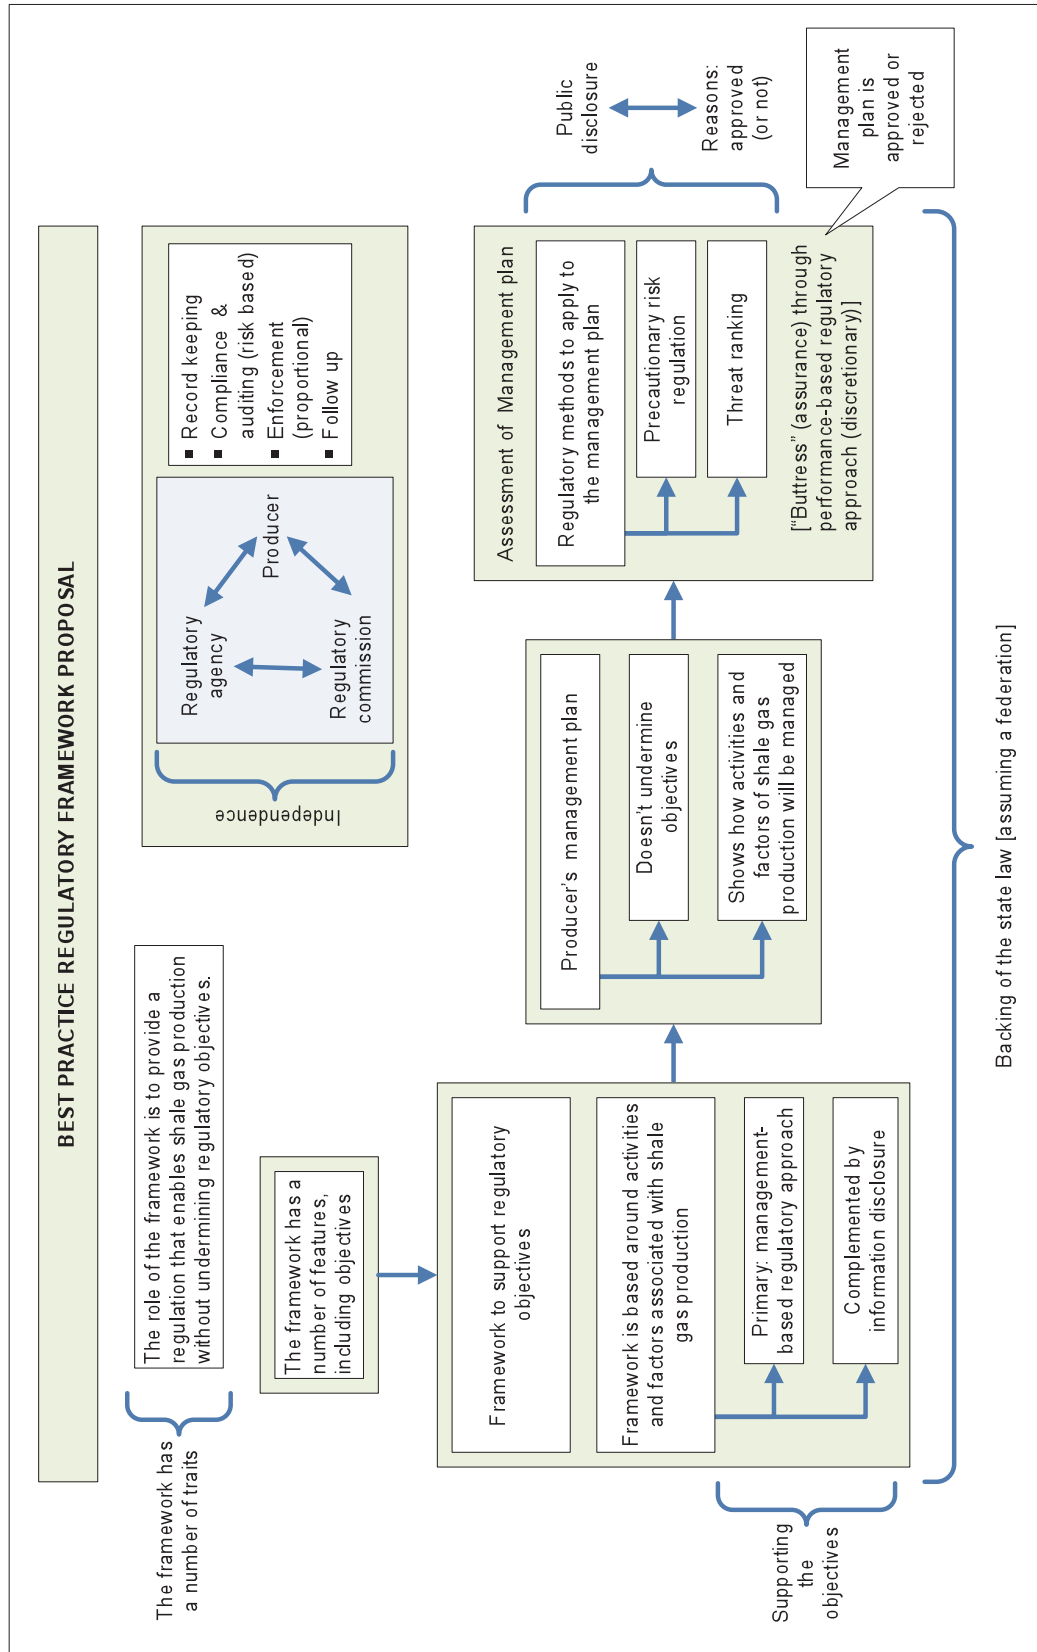 BEST PRACTICE REGULATORY FRAMEWORK PROPOSAL
The framework has
a number of traits
The role of the framework is to provide a
regulation that enables shale gas production
without undermining regulatory objectives.
Independence
Regulatory
agency
Producer
Regulatory
commission
▪ Record keeping
▪ Compliance &
auditing (risk based)
▪ Enforcement
(proportional)
▪ Follow up
The framework has a
number of features,
including objectives
Framework to support regulatory
objectives
Framework is based around activities
and factors associated with shale
gas production
Primary: management-
based regulatory approach
Complemented by
information disclosure
Supporting
the
objectives
Producer's management plan
Doesn't undermine
objectives
Shows how activities and
factors of shale gas
production will be managed
Assessment of Management plan
Regulatory methods to apply to
the management plan
Precautionary risk
regulation
Threat ranking
["Buttress" (assurance) through
performance-based regulatory
approach (discretionary)]
Public
disclosure
Reasons:
approved
(or not)
Management
plan is
approved or
rejected
Backing of the state law [assuming a federation]